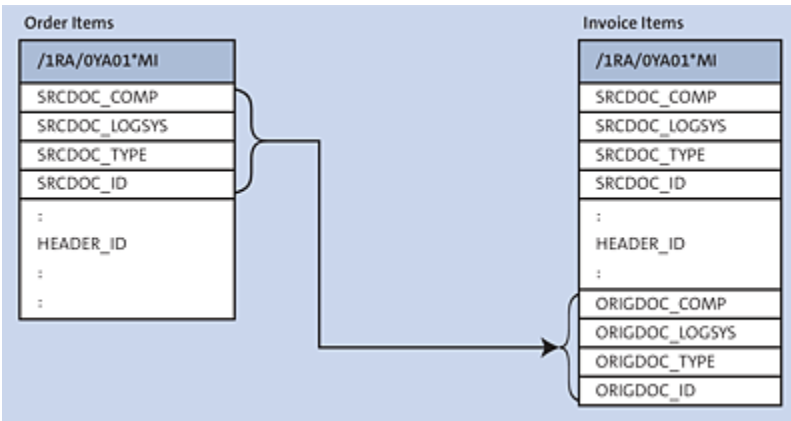 Order Items
/1RA/0YA01*MI
SRCDOC_COMP
SRCDOC_LOGSYS
SRCDOC_TYPE
SRCDOC_ID
:
HEADER_ID
:
:
Invoice Items
/1RA/0YA01*MI
SRCDOC_COMP
SRCDOC_LOGSYS
SRCDOC_TYPE
SRCDOC_ID
:
HEADER_ID
:
ORIGDOC_COMP
ORIGDOC_LOGSYS
ORIGDOC_TYPE
ORIGDOC_ID